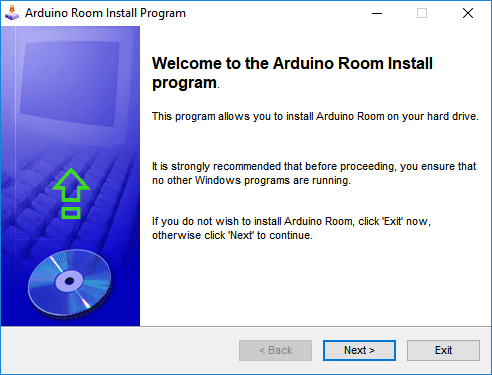 Arduino Room Install Program
Welcome to the Arduino Room Install
program.
This program allows you to install Arduino Room on your hard drive.
It is strongly recommended that before proceeding, you ensure that
no other Windows programs are running.
If you do not wish to install Arduino Room, click 'Exit' now,
otherwise click 'Next' to continue.
< Back
Next >
Exit